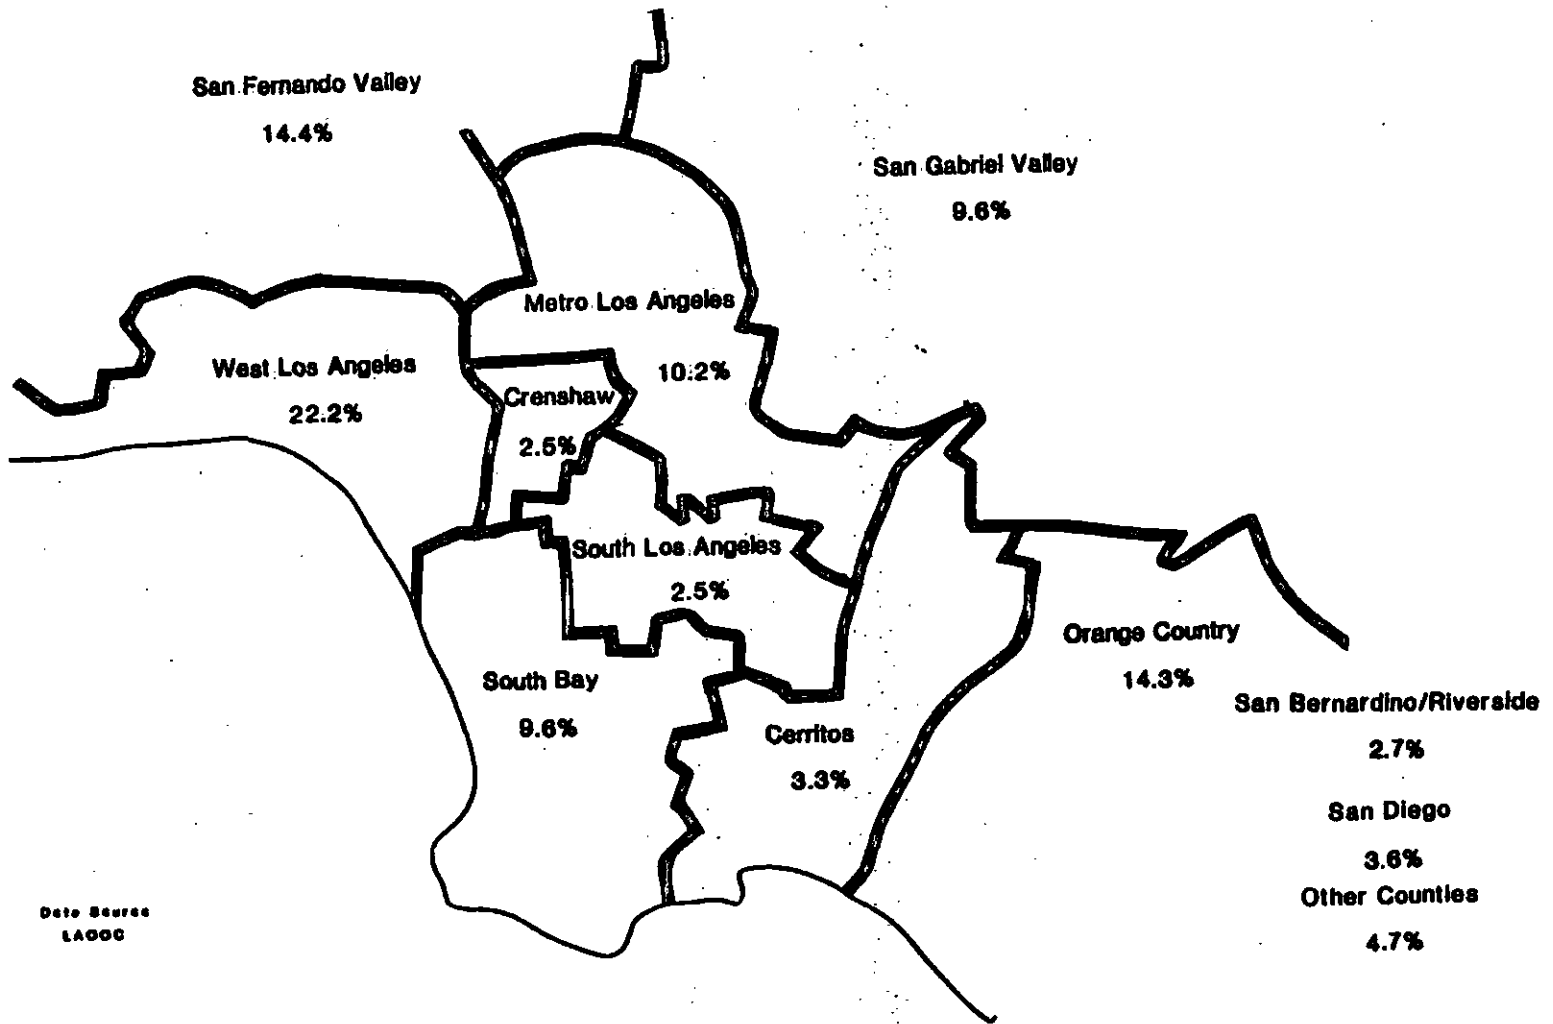 San Fernando Valley
14.4%
San Gabriel Valley
9.6%
Metro Los Angeles
10.2%
West Los Angeles
22.2%
Crenshaw
2.5%
South Los Angeles
2.5%
Orange Country
14.3%
South Bay
9.6%
Cerritos
3.3%
San Bernardino/Riverside
2.7%
San Diego
3.6%
Other Counties
4.7%
Data Source
LAOOC